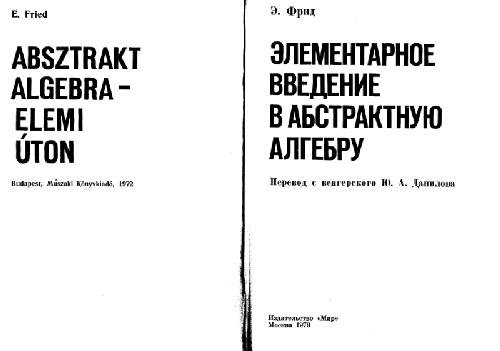 E. Fried
ABSZTRAKT
ALGEBRA –
ELEMI
ÚTON
Budapest, Műszaki Könyvkiadó, 1972
Э. Фрид
ЭЛЕМЕНТАРНОЕ
ВВЕДЕНИЕ
В АБСТРАКТНУЮ
АЛГЕБРУ
Перевод с венгерского Ю. А. Данилова
Издательство «Мир»
Москва 1979